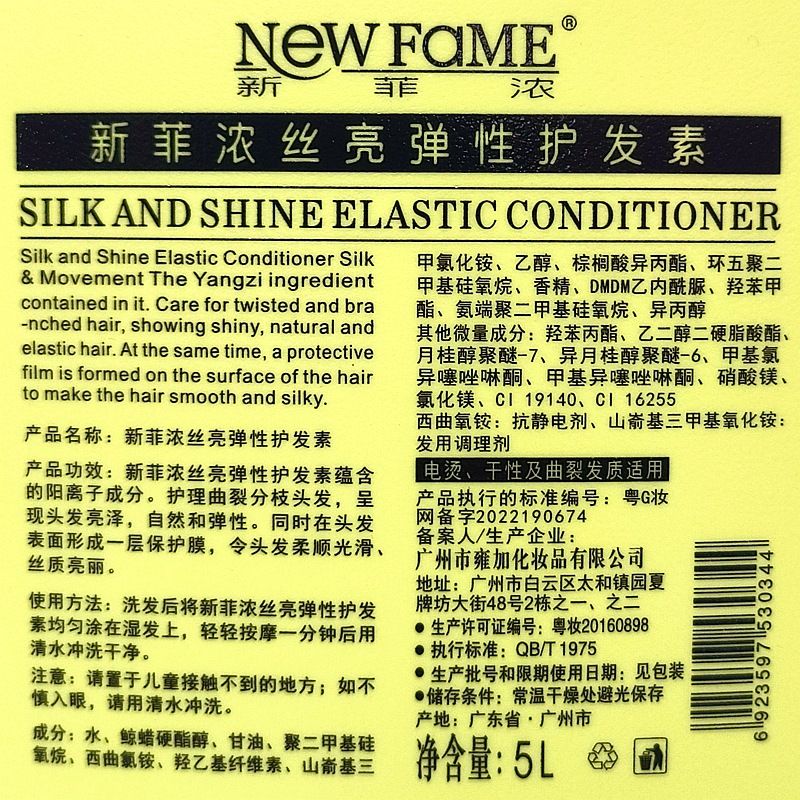 NeW FaME®
新菲浓
新菲浓丝亮弹性护发素
SILK AND SHINE ELASTIC CONDITIONER
Silk and Shine Elastic Conditioner Silk
& Movement The Yangzi ingredient
contained in it. Care for twisted and bra
-nched hair, showing shiny, natural and
elastic hair. At the same time, a protective
film is formed on the surface of the hair
to make the hair smooth and silky.
产品名称：新菲浓丝亮弹性护发素
产品功效：新菲浓丝亮弹性护发素蕴含
的阳离子成分。护理曲裂分枝头发，呈
现头发亮泽，自然和弹性。同时在头发
表面形成一层保护膜，令头发柔顺光滑、
丝质亮丽。
使用方法：洗发后将新菲浓丝亮弹性护发
素均匀涂在湿发上，轻轻按摩一分钟后用
清水冲洗干净。
注意：请置于儿童接触不到的地方；如不
慎入眼，请用清水冲洗。
成分：水、鲸蜡硬酯醇、甘油、聚二甲基硅
氧烷、西曲氯铵、羟乙基纤维素、山嵛基三
甲氯化铵、乙醇、棕榈酸异丙酯、环五聚二
甲基硅氧烷、香精、DMDM乙内酰脲、羟苯甲
酯、氨端聚二甲基硅氧烷、异丙醇
其他微量成分：羟苯丙酯、乙二醇二硬脂酸酯、
月桂醇聚醚-7、异月桂醇聚醚-6、甲基氯
异噻唑啉酮、甲基异噻唑啉酮、硝酸镁、
氯化镁、CI 19140、CI 16255
西曲氧铵：抗静电剂、山嵛基三甲基氧化铵：
发用调理剂
电烫、干性及曲裂发质适用
产品执行的标准编号：粤G妆
网备字2022190674
备案人/生产企业：
广州市雍加化妆品有限公司
地址：广州市白云区太和镇园夏
牌坊大街48号2栋之一、之二
●生产许可证编号：粤妆20160898
●执行标准：QB/T 1975
●生产批号和限期使用日期：见包装
●储存条件：常温干燥处避光保存
产地：广东省·广州市
净含量：5L
6 923597 530344